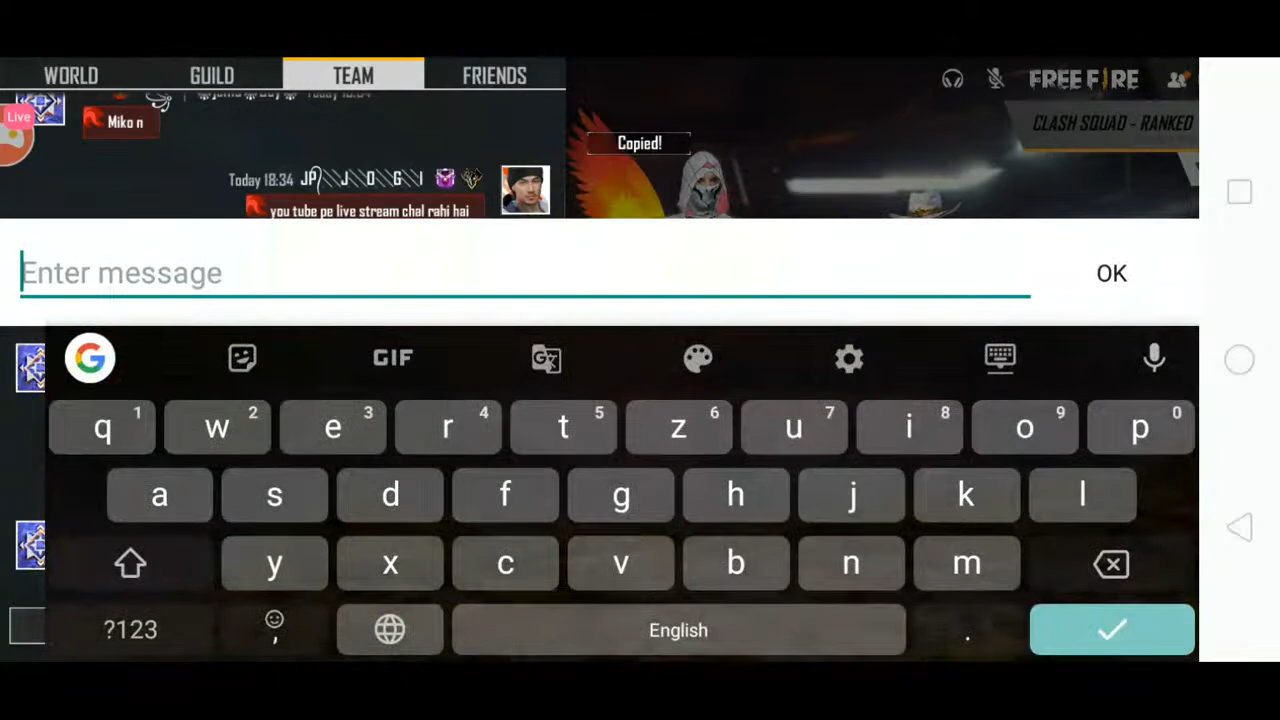 WORLD GUILD TEAM FRIENDS
FREE FIRE
Live
Miko n
Copied!
CLASH SQUAD - RANKED
Today 18:34 JP J O G I
you tube pe live stream chal rahi hai
Enter message
OK
G GIF
q 1 w 2 e 3 r 4 t 5 z 6 u 7 i 8 o 9 p 0
a s d f g h j k l
y x c v b n m
?123 , English .